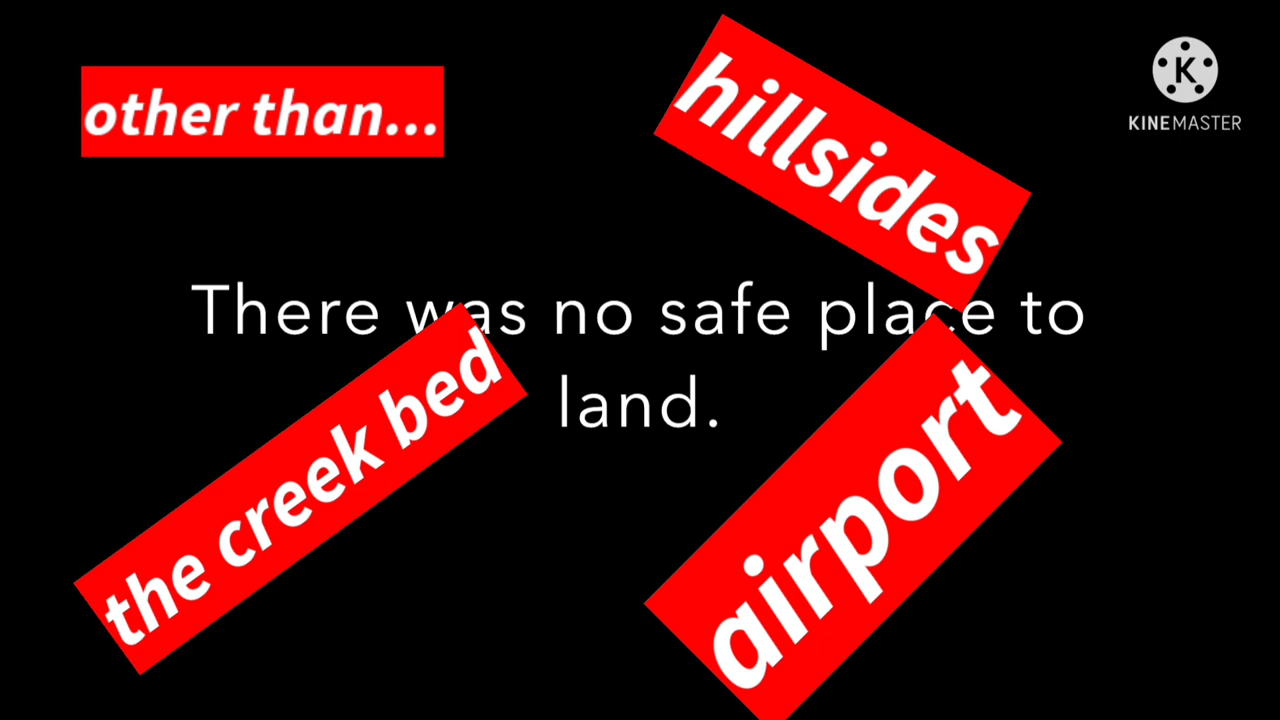 other than...
hillsides
KINEMASTER
There was no safe place to
land.
the creek bed
airport